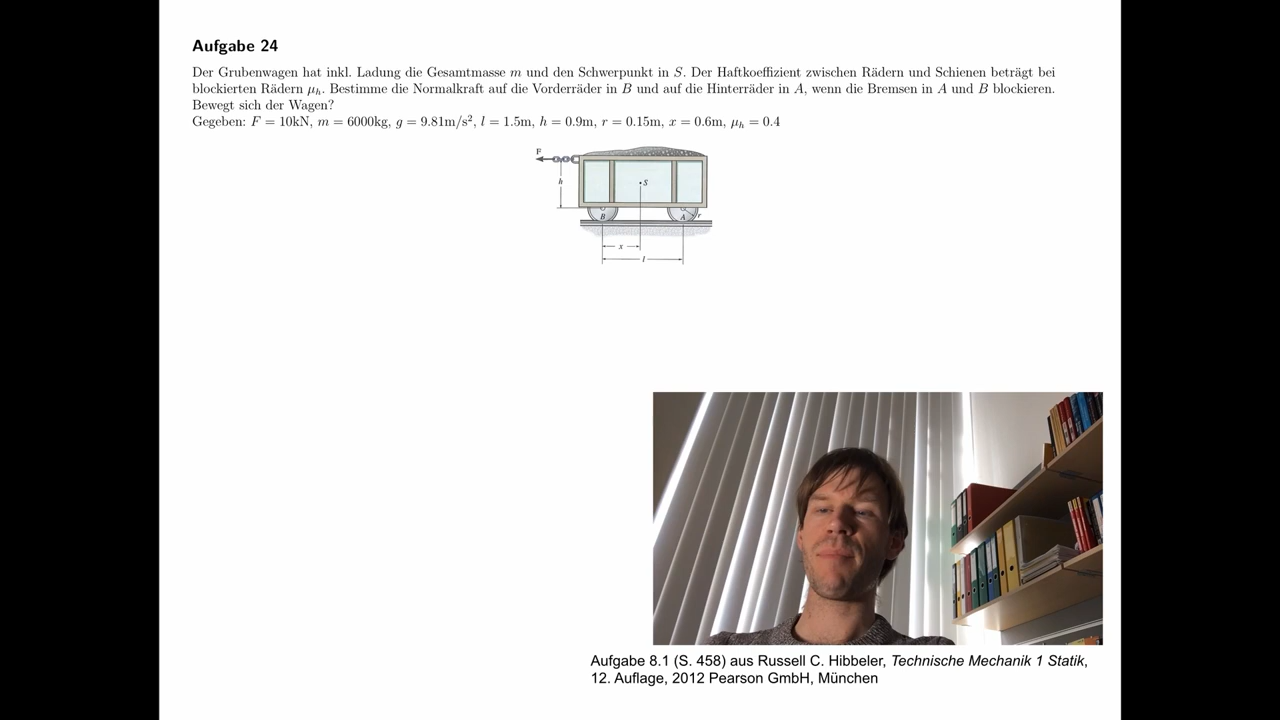 Aufgabe 24
Der Grubenwagen hat inkl. Ladung die Gesamtmasse m und den Schwerpunkt in S. Der Haftkoeffizient zwischen Rädern und Schienen beträgt bei
blockierten Rädern μₕ. Bestimme die Normalkraft auf die Vorderräder in B und auf die Hinterräder in A, wenn die Bremsen in A und B blockieren.
Bewegt sich der Wagen?
Gegeben: F = 10kN, m = 6000kg, g = 9.81m/s², l = 1.5m, h = 0.9m, r = 0.15m, x = 0.6m, μₕ = 0.4
F
h
S
B
A
r
x
l
Aufgabe 8.1 (S. 458) aus Russell C. Hibbeler, Technische Mechanik 1 Statik,
12. Auflage, 2012 Pearson GmbH, München